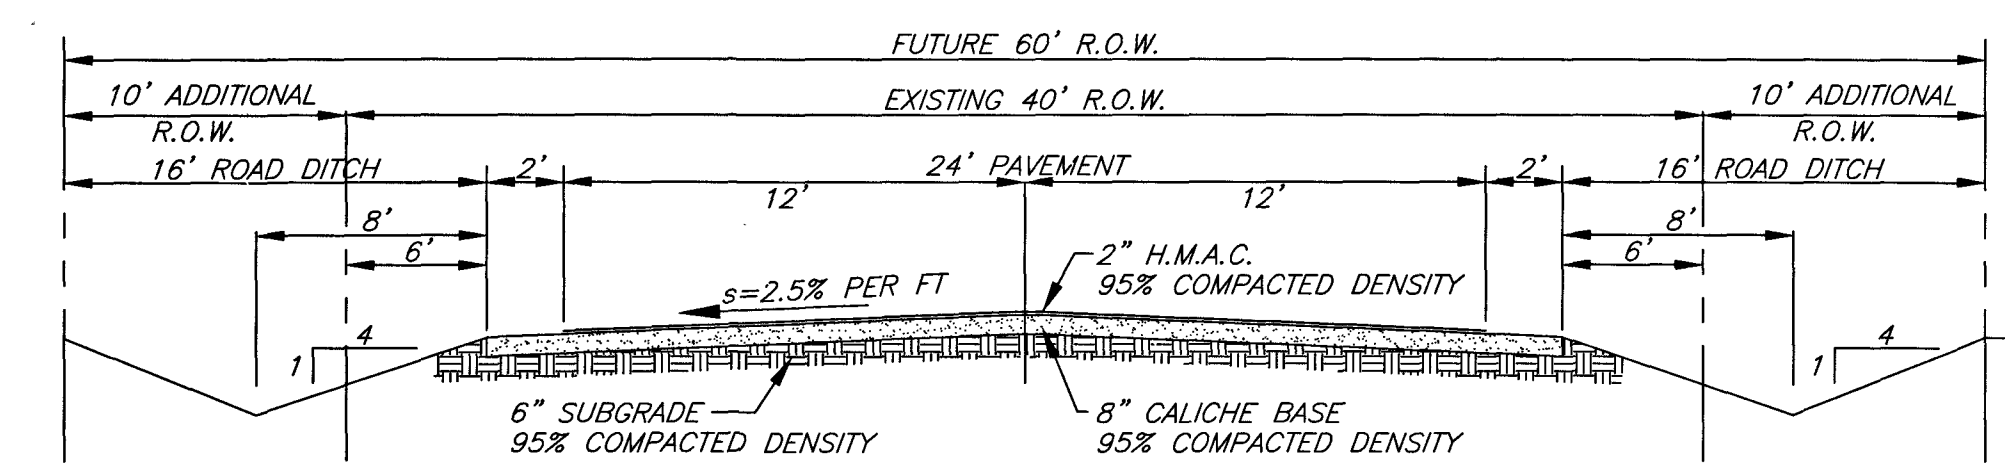 FUTURE 60' R.O.W.
10' ADDITIONAL
R.O.W.
EXISTING 40' R.O.W.
10' ADDITIONAL
R.O.W.
16' ROAD DITCH
2'
24' PAVEMENT
2'
16' ROAD DITCH
12'
12'
8'
8'
6'
6'
2" H.M.A.C.
95% COMPACTED DENSITY
s=2.5% PER FT
4
1
4
1
6" SUBGRADE
95% COMPACTED DENSITY
8" CALICHE BASE
95% COMPACTED DENSITY